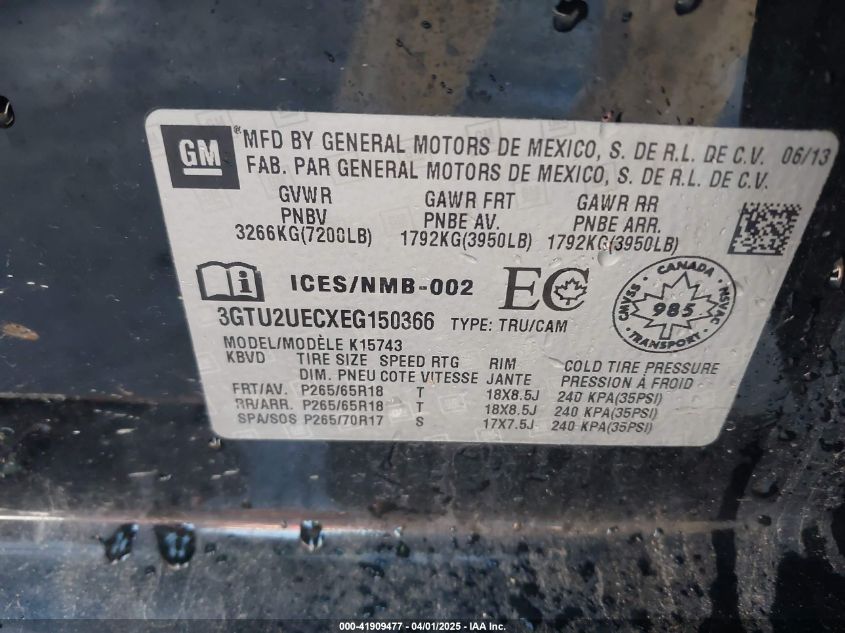 GM ® MFD BY GENERAL MOTORS DE MEXICO, S. DE R.L. DE C.V. 06/13
FAB. PAR GENERAL MOTORS DE MEXICO, S. DE R.L. DE C.V.
GVWR GAWR FRT GAWR RR
PNBV PNBE AV. PNBE ARR.
3266KG(7200LB) 1792KG(3950LB) 1792KG(3950LB)
i ICES/NMB-002 EC
CANADA
CMVSS 985 NSVAC
TRANSPORT
3GTU2UECXEG150366 TYPE: TRU/CAM
MODEL/MODÈLE K15743
KBVD TIRE SIZE SPEED RTG RIM COLD TIRE PRESSURE
DIM. PNEU COTE VITESSE JANTE PRESSION À FROID
FRT/AV. P265/65R18 T 18X8.5J 240 KPA(35PSI)
RR/ARR. P265/65R18 T 18X8.5J 240 KPA(35PSI)
SPA/SOS P265/70R17 S 17X7.5J 240 KPA(35PSI)
000-41909477 - 04/01/2025 - IAA Inc.